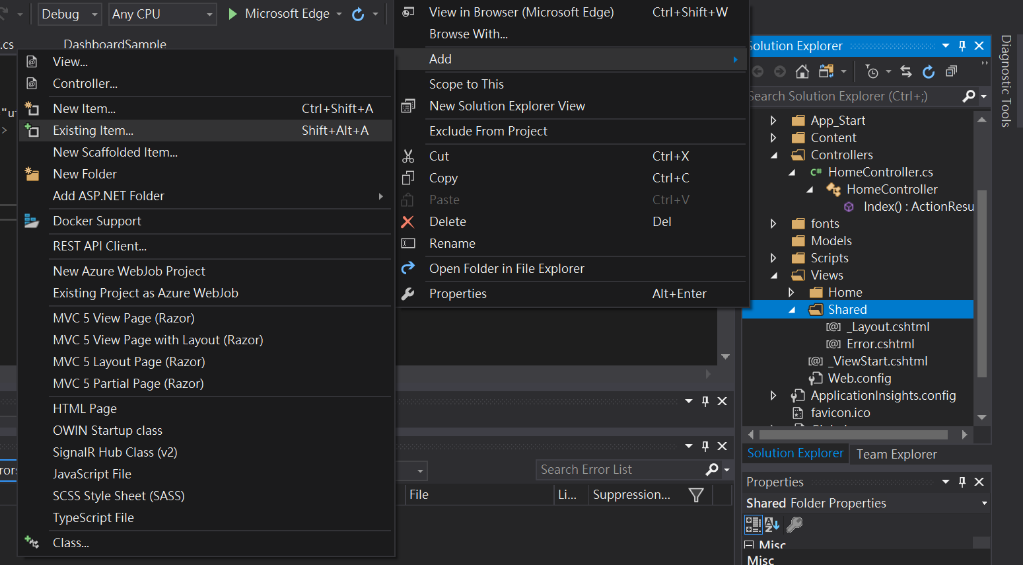 Debug
Any CPU
Microsoft Edge
.cs
DashboardSample
"u
>
View...
Controller...
New Item... Ctrl+Shift+A
Existing Item... Shift+Alt+A
New Scaffolded Item...
New Folder
Add ASP.NET Folder
Docker Support
REST API Client...
New Azure WebJob Project
Existing Project as Azure WebJob
MVC 5 View Page (Razor)
MVC 5 View Page with Layout (Razor)
MVC 5 Layout Page (Razor)
MVC 5 Partial Page (Razor)
HTML Page
OWIN Startup class
SignalR Hub Class (v2)
JavaScript File
SCSS Style Sheet (SASS)
TypeScript File
Class...
View in Browser (Microsoft Edge) Ctrl+Shift+W
Browse With...
Add
Scope to This
New Solution Explorer View
Exclude From Project
Cut Ctrl+X
Copy Ctrl+C
Paste Ctrl+V
Delete Del
Rename
Open Folder in File Explorer
Properties Alt+Enter
rors
Search Error List
File
Li...
Suppression...
Solution Explorer
Search Solution Explorer (Ctrl+;)
App_Start
Content
Controllers
C# HomeController.cs
HomeController
Index() : ActionResu
fonts
Models
Scripts
Views
Home
Shared
[@] _Layout.cshtml
[@] Error.cshtml
[@] _ViewStart.cshtml
Web.config
ApplicationInsights.config
favicon.ico
Solution Explorer Team Explorer
Properties
Shared Folder Properties
Misc
Misc
Diagnostic Tools